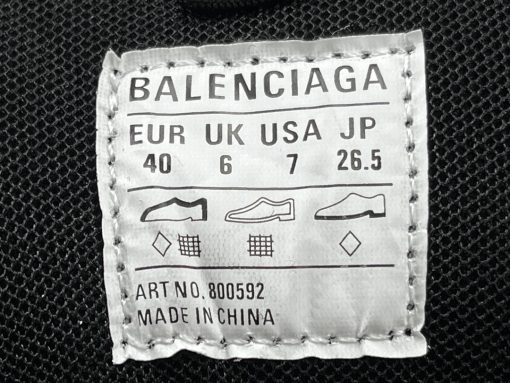 BALENCIAGA
EUR UK USA JP
40 6 7 26.5
ART NO. 800592
MADE IN CHINA